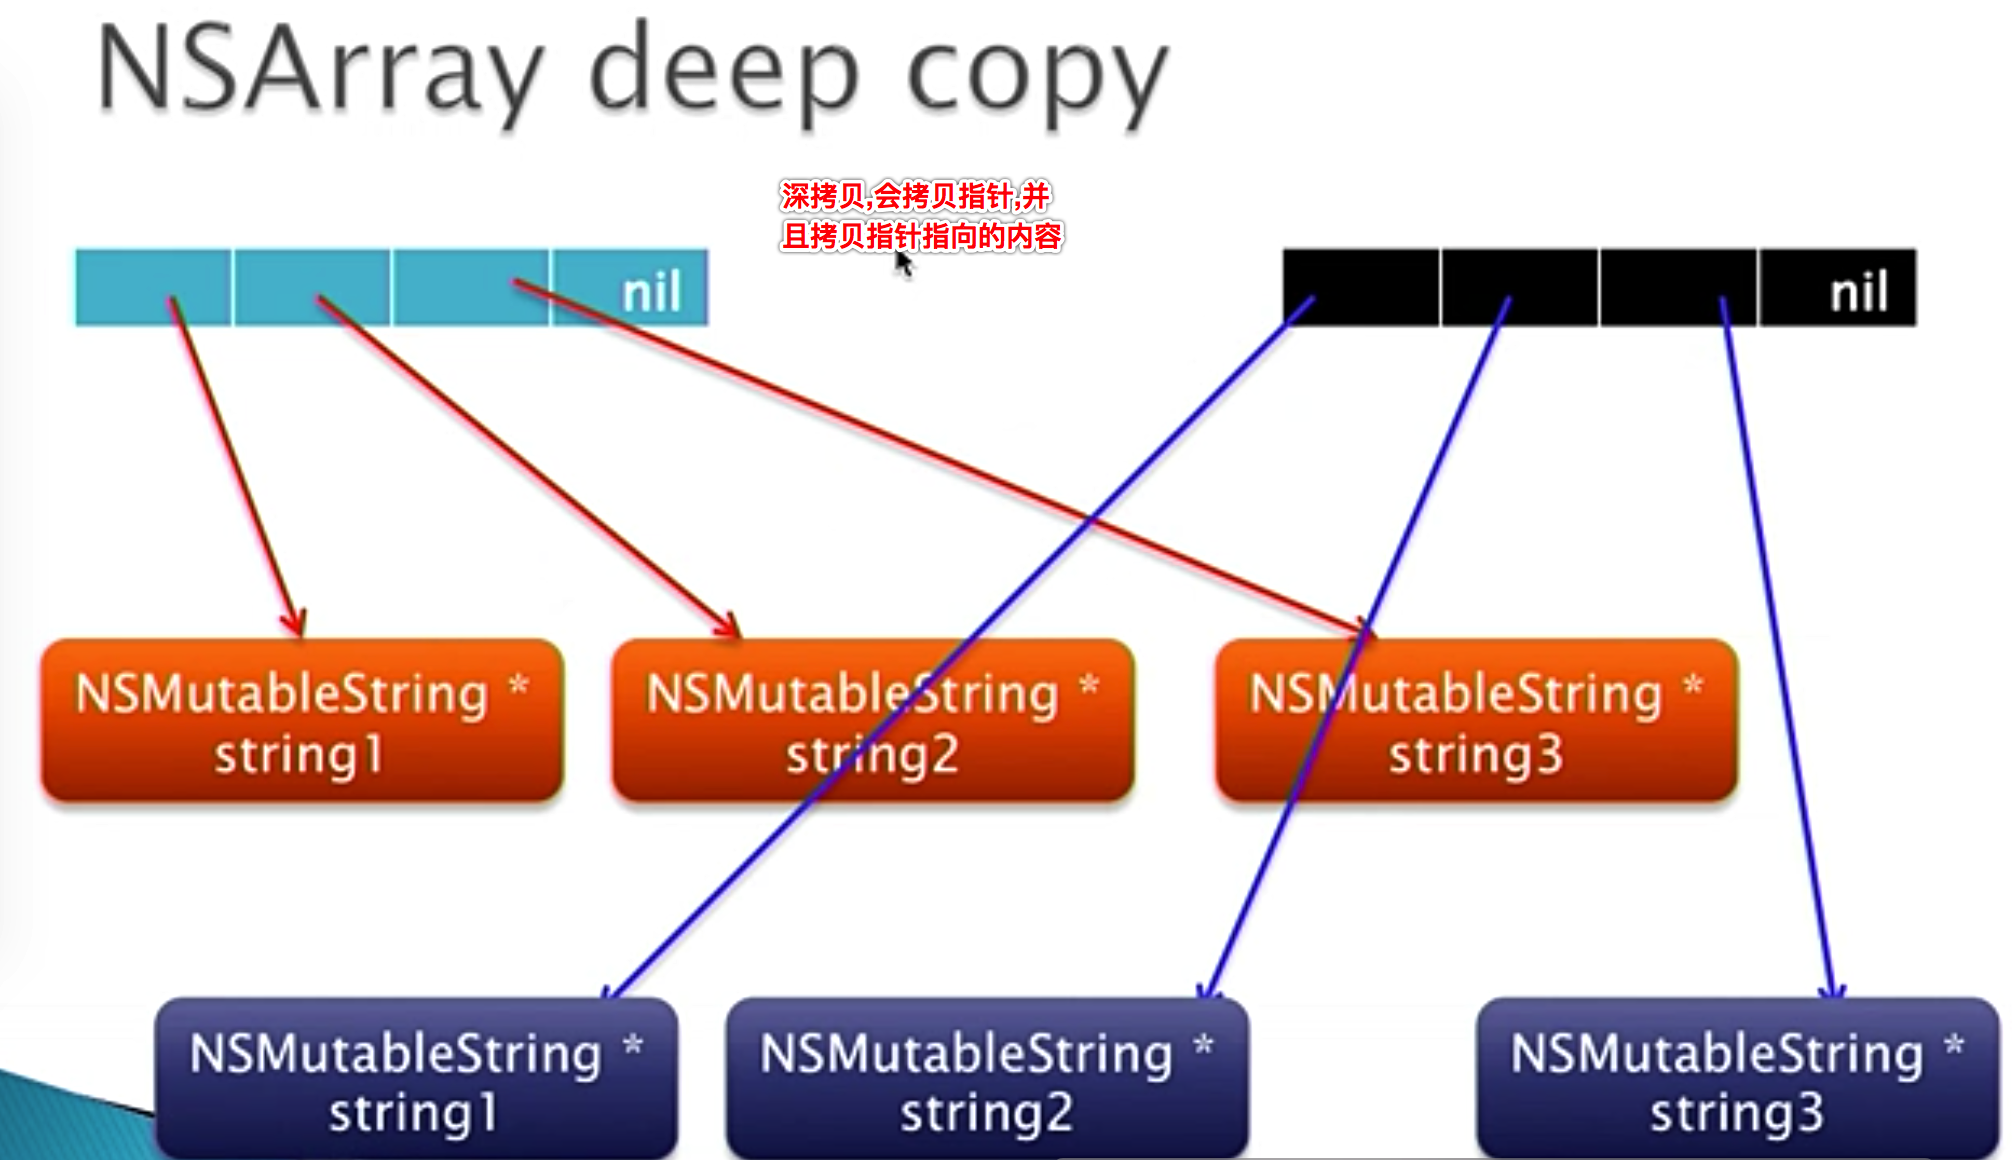 NSArray deep copy
深拷贝,会拷贝指针,并
且拷贝指针指向的内容
nil
nil
NSMutableString *
string1
NSMutableString *
string2
NSMutableString *
string3
NSMutableString *
string1
NSMutableString *
string2
NSMutableString *
string3